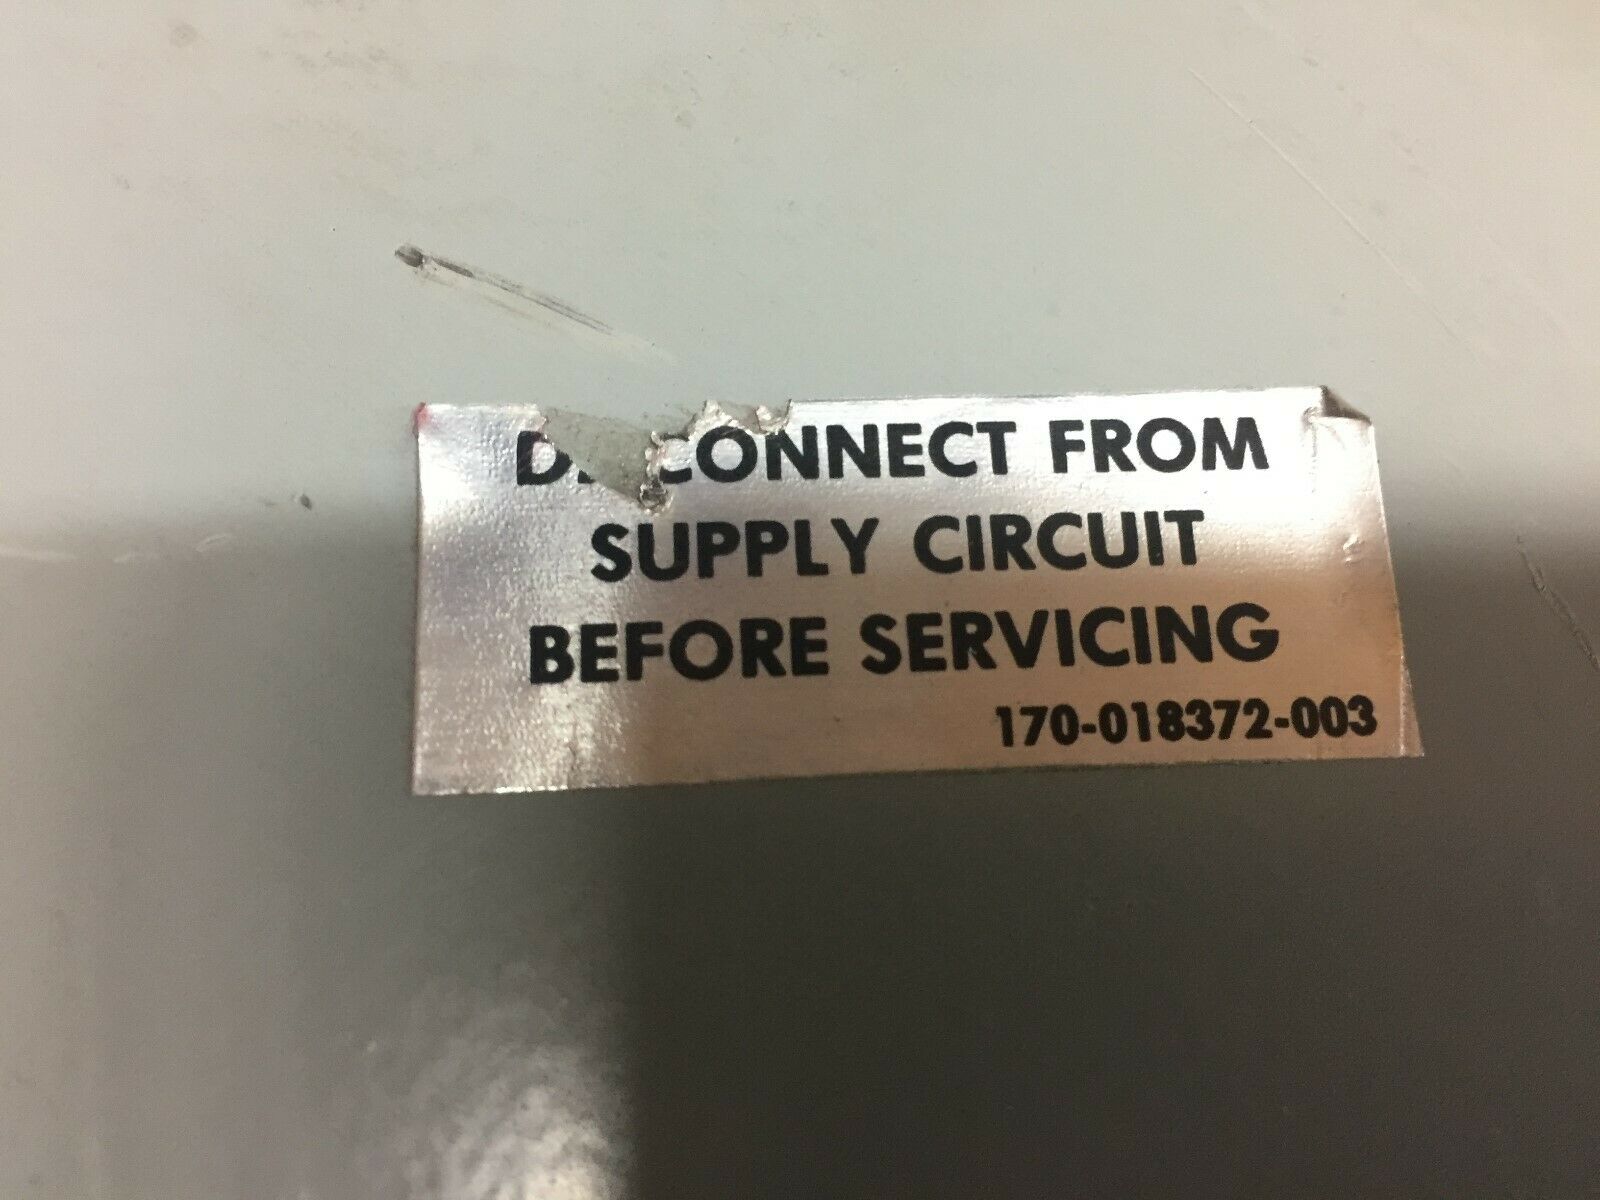 DISCONNECT FROM
SUPPLY CIRCUIT
BEFORE SERVICING
170-018372-003